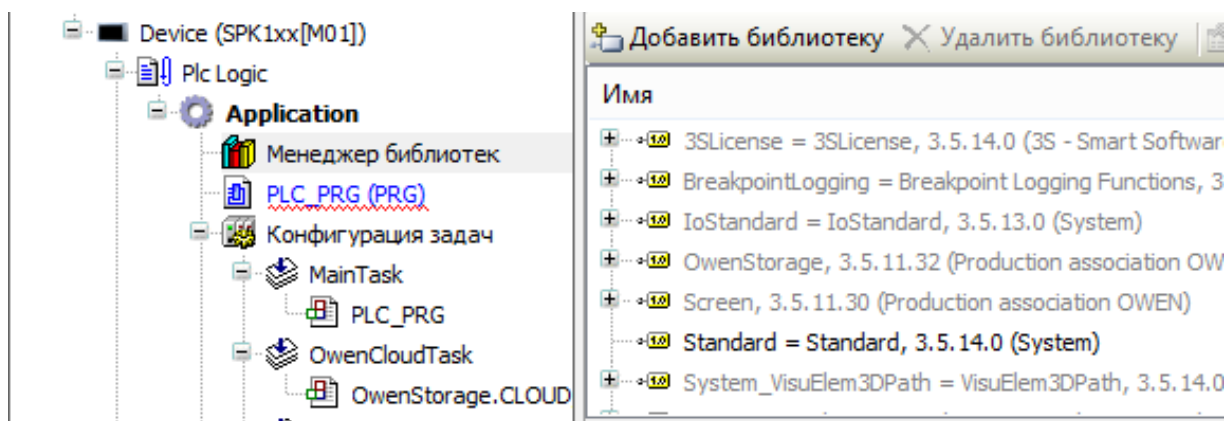 Device (SPK1xx[M01])
Plc Logic
Application
Менеджер библиотек
PLC_PRG (PRG)
Конфигурация задач
MainTask
PLC_PRG
OwenCloudTask
OwenStorage.CLOUD
Добавить библиотеку Удалить библиотеку
Имя
3SLicense = 3SLicense, 3.5.14.0 (3S - Smart Softwar
BreakpointLogging = Breakpoint Logging Functions, 3
IoStandard = IoStandard, 3.5.13.0 (System)
OwenStorage, 3.5.11.32 (Production association OW
Screen, 3.5.11.30 (Production association OWEN)
Standard = Standard, 3.5.14.0 (System)
System_VisuElem3DPath = VisuElem3DPath, 3.5.14.0